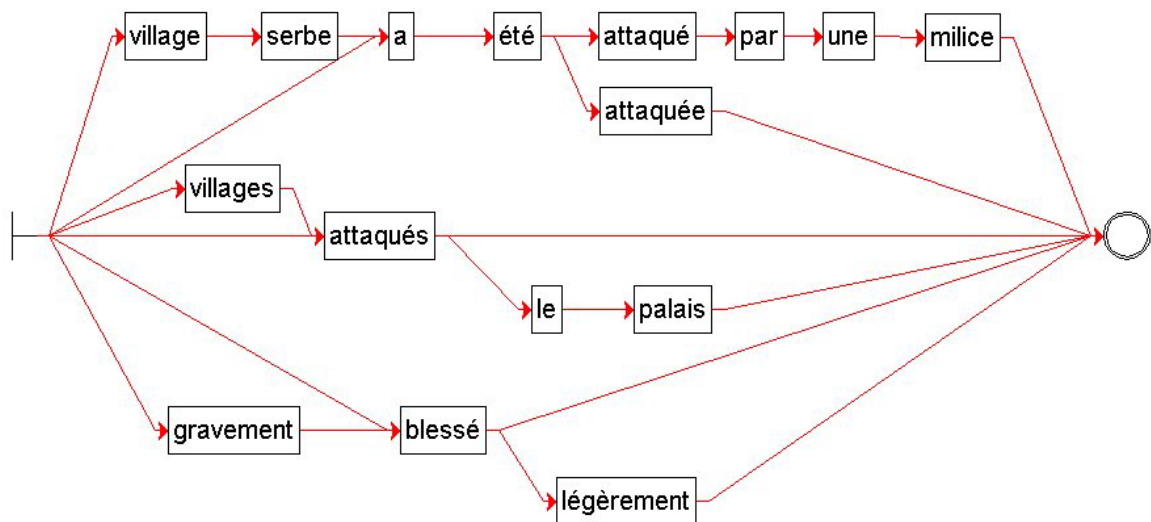 village serbe a été attaqué par une milice
attaquée
villages
attaqués
le palais
gravement blessé
légèrement